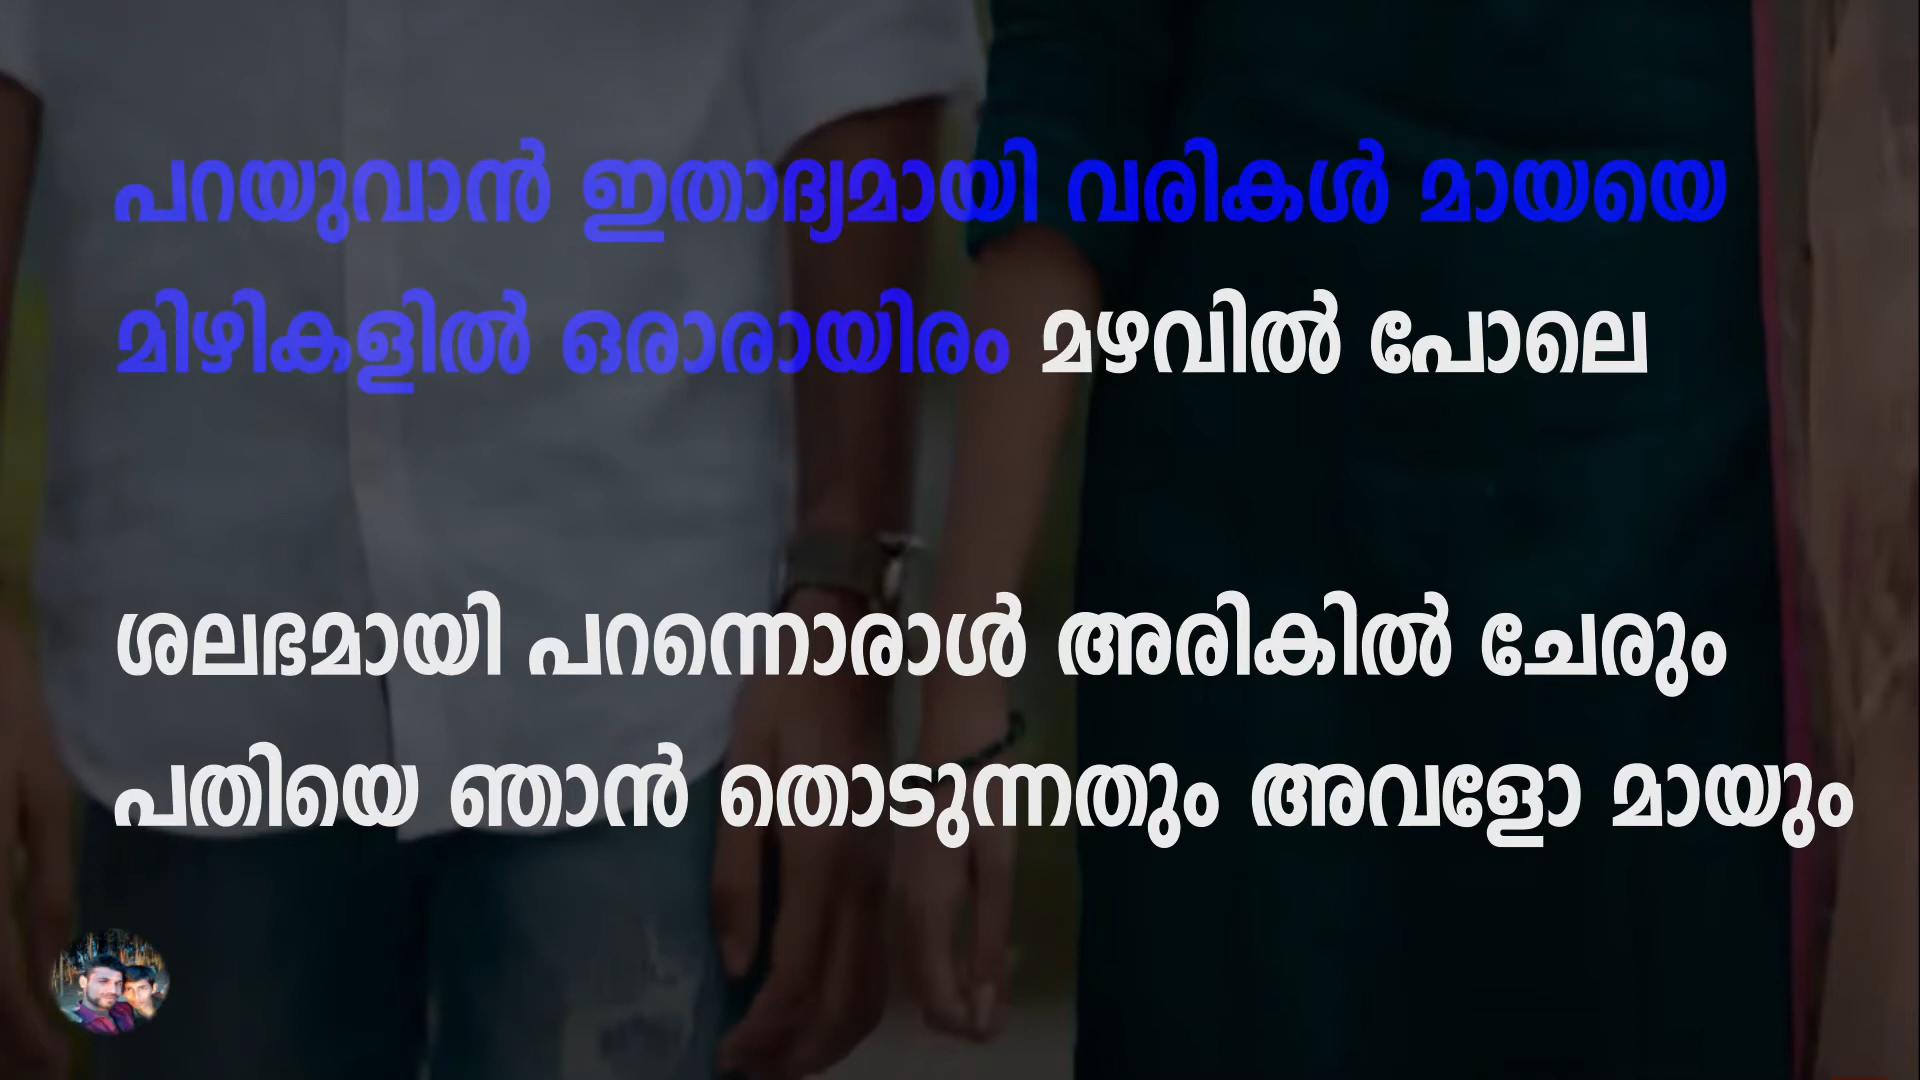 പറയുവാൻ ഇതാദ്യമായി വരികൾ മായയെ
മിഴികളിൽ ഒരാരായിരം മഴവിൽ പോലെ
ശലഭമായി പറന്നൊരാൾ അരികിൽ ചേരും
പതിയെ ഞാൻ തൊടുന്നതും അവളോ മായും